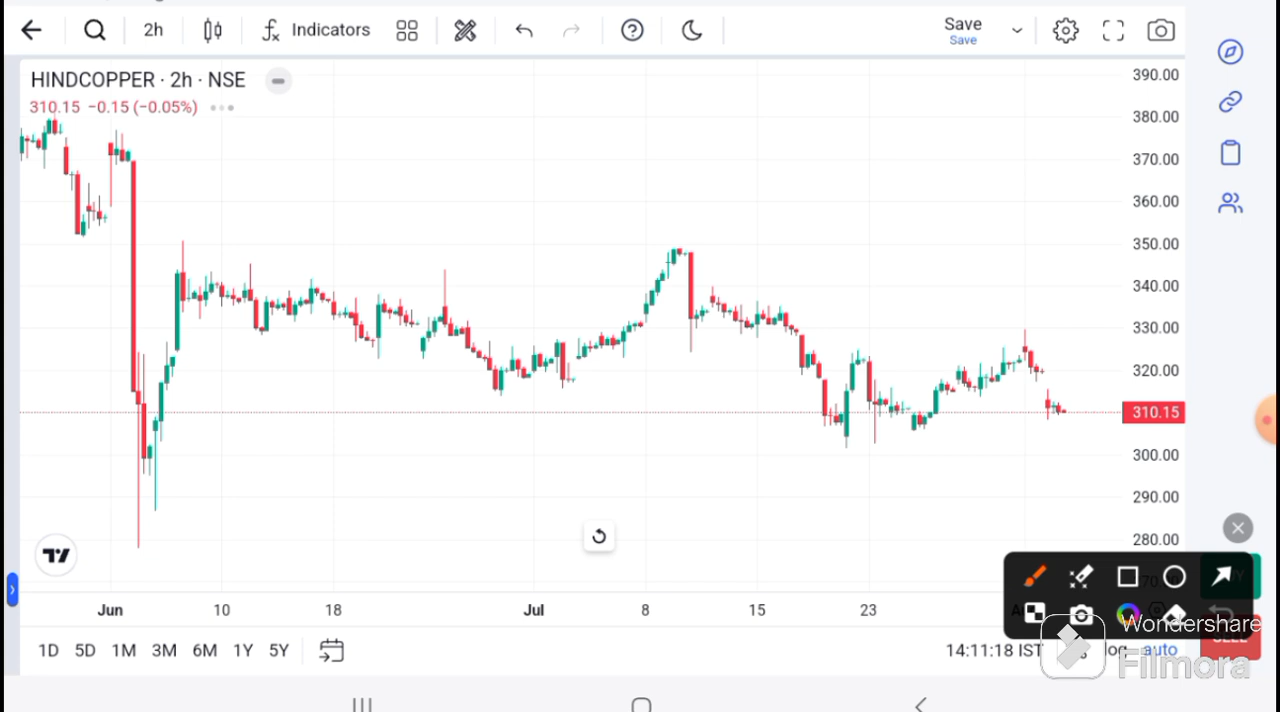 2h
Indicators
Save
Save
HINDCOPPER · 2h · NSE
310.15 −0.15 (−0.05%)
390.00
380.00
370.00
360.00
350.00
340.00
330.00
320.00
310.15
300.00
290.00
280.00
Jun
10
18
Jul
8
15
23
1D
5D
1M
3M
6M
1Y
5Y
14:11:18 IST
auto
Wondershare
Filmora